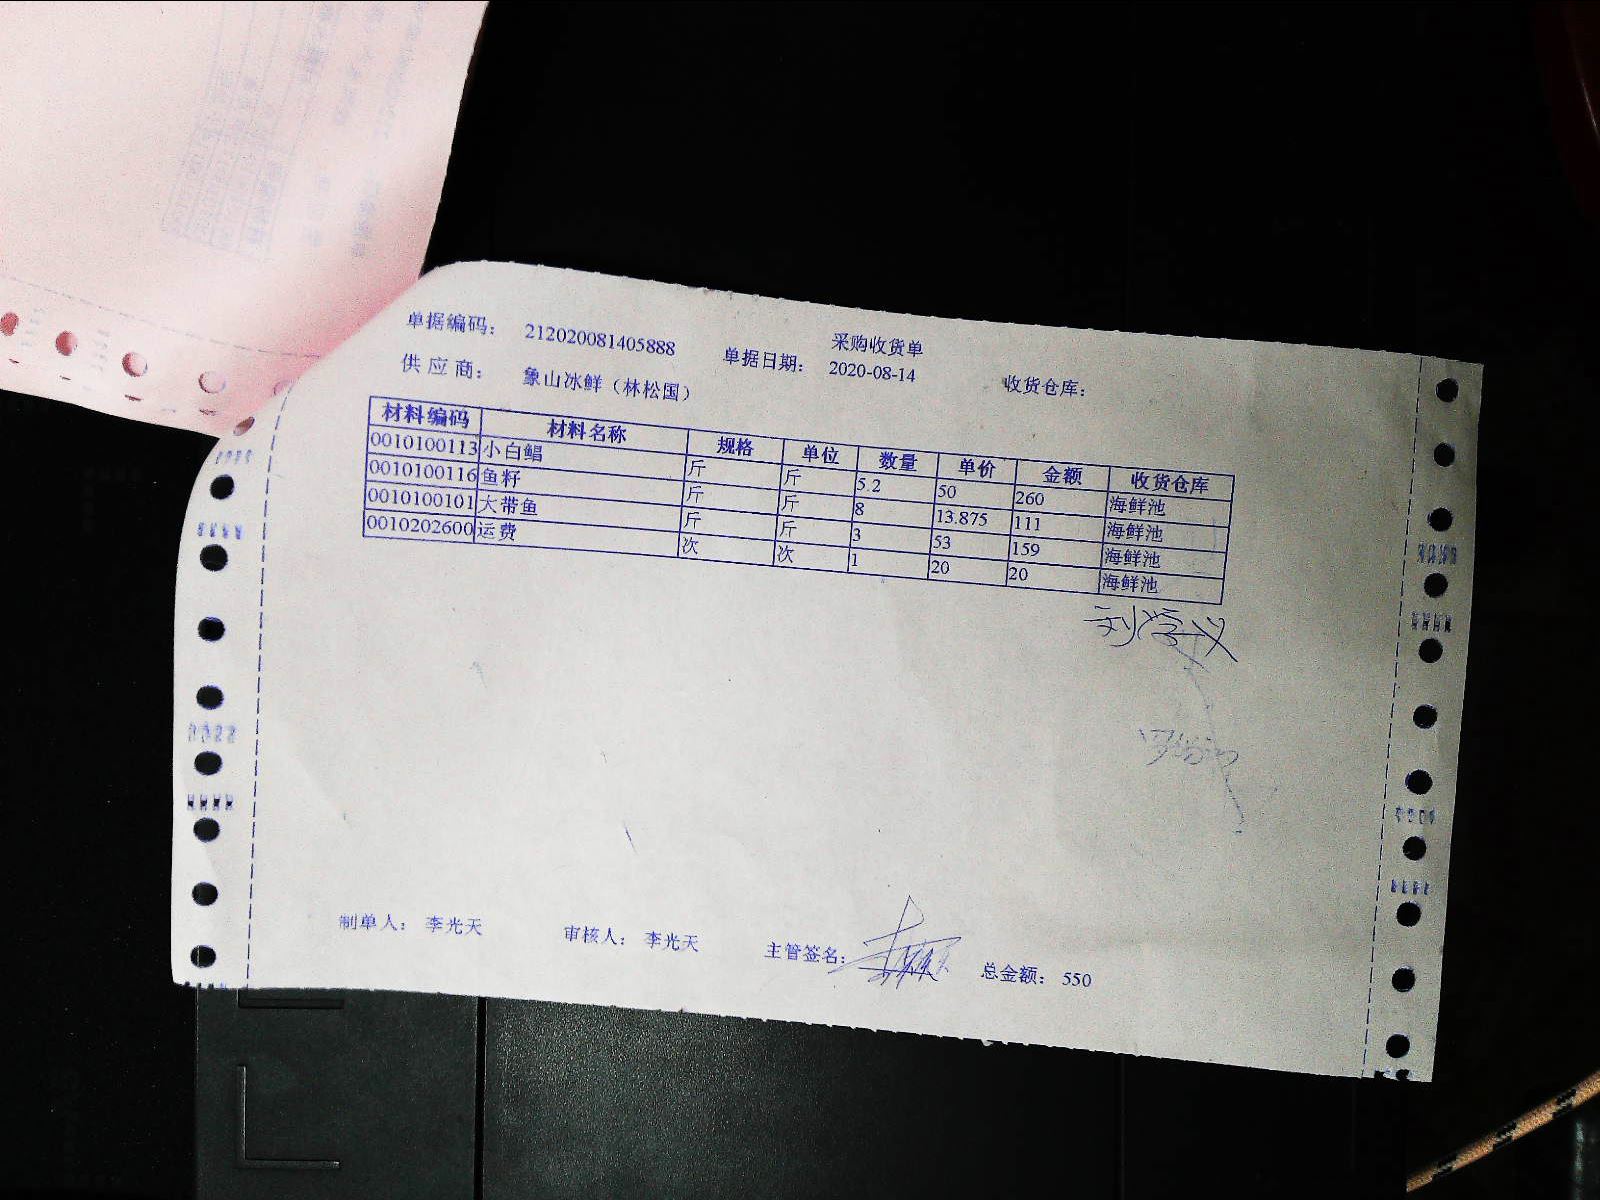 采购收货单
单据编码： 212020081405888 单据日期： 2020-08-14 收货仓库：
供应商： 象山冰鲜（林松国）
材料编码 材料名称 规格 单位 数量 单价 金额 收货仓库
0010100113 小白鲳 斤 斤 5.2 50 260 海鲜池
0010100116 鱼籽 斤 斤 8 13.875 111 海鲜池
0010100101 大带鱼 斤 斤 3 53 159 海鲜池
0010202600 运费 次 次 1 20 20 海鲜池
制单人： 李光天 审核人： 李光天 主管签名： 总金额： 550